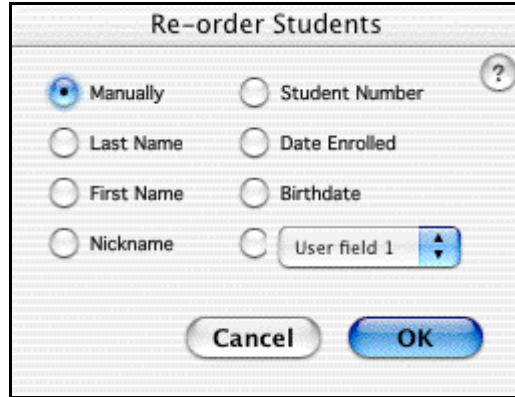 Re-order Students
?
Manually Student Number
Last Name Date Enrolled
First Name Birthdate
Nickname User field 1
Cancel OK